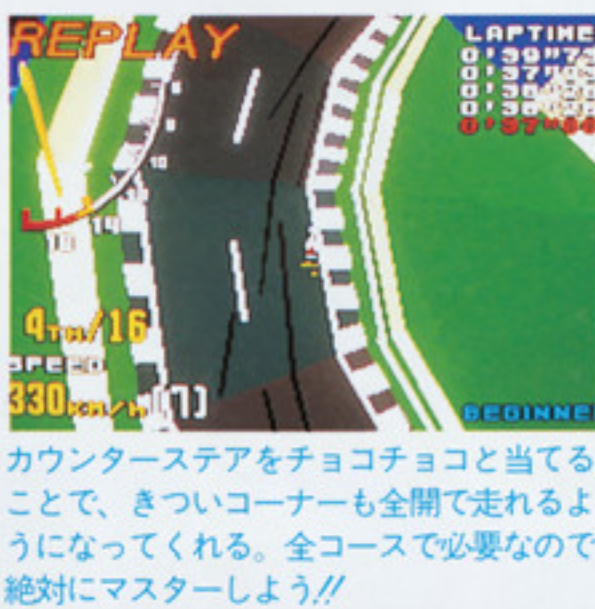 REPLAY
LAPTIME
4TH/16
SPEED
330KM/H(7)
BEGINNE
カウンターステアをチョコチョコと当てる
ことで、きついコーナーも全開で走れるよ
うになってくれる。全コースで必要なので
絶対にマスターしよう!!